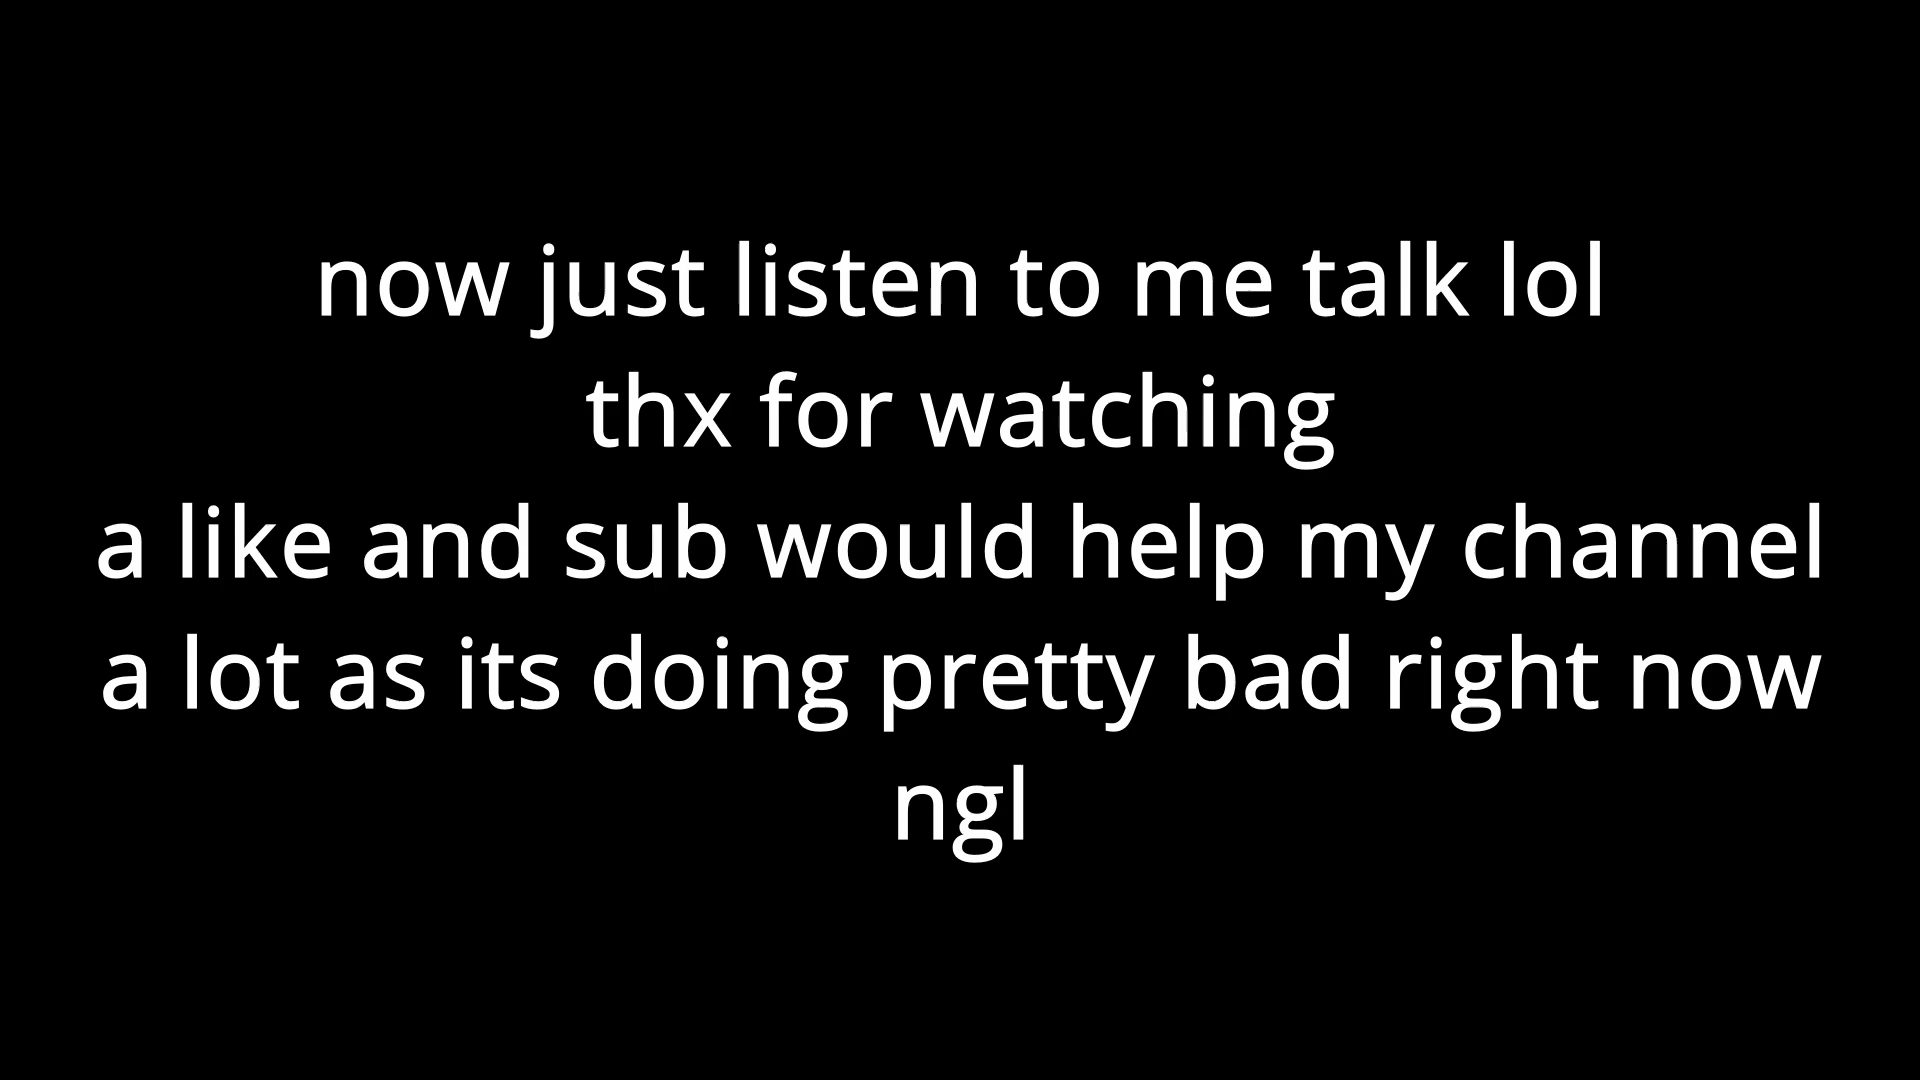 now just listen to me talk lol
thx for watching
a like and sub would help my channel
a lot as its doing pretty bad right now
ngl